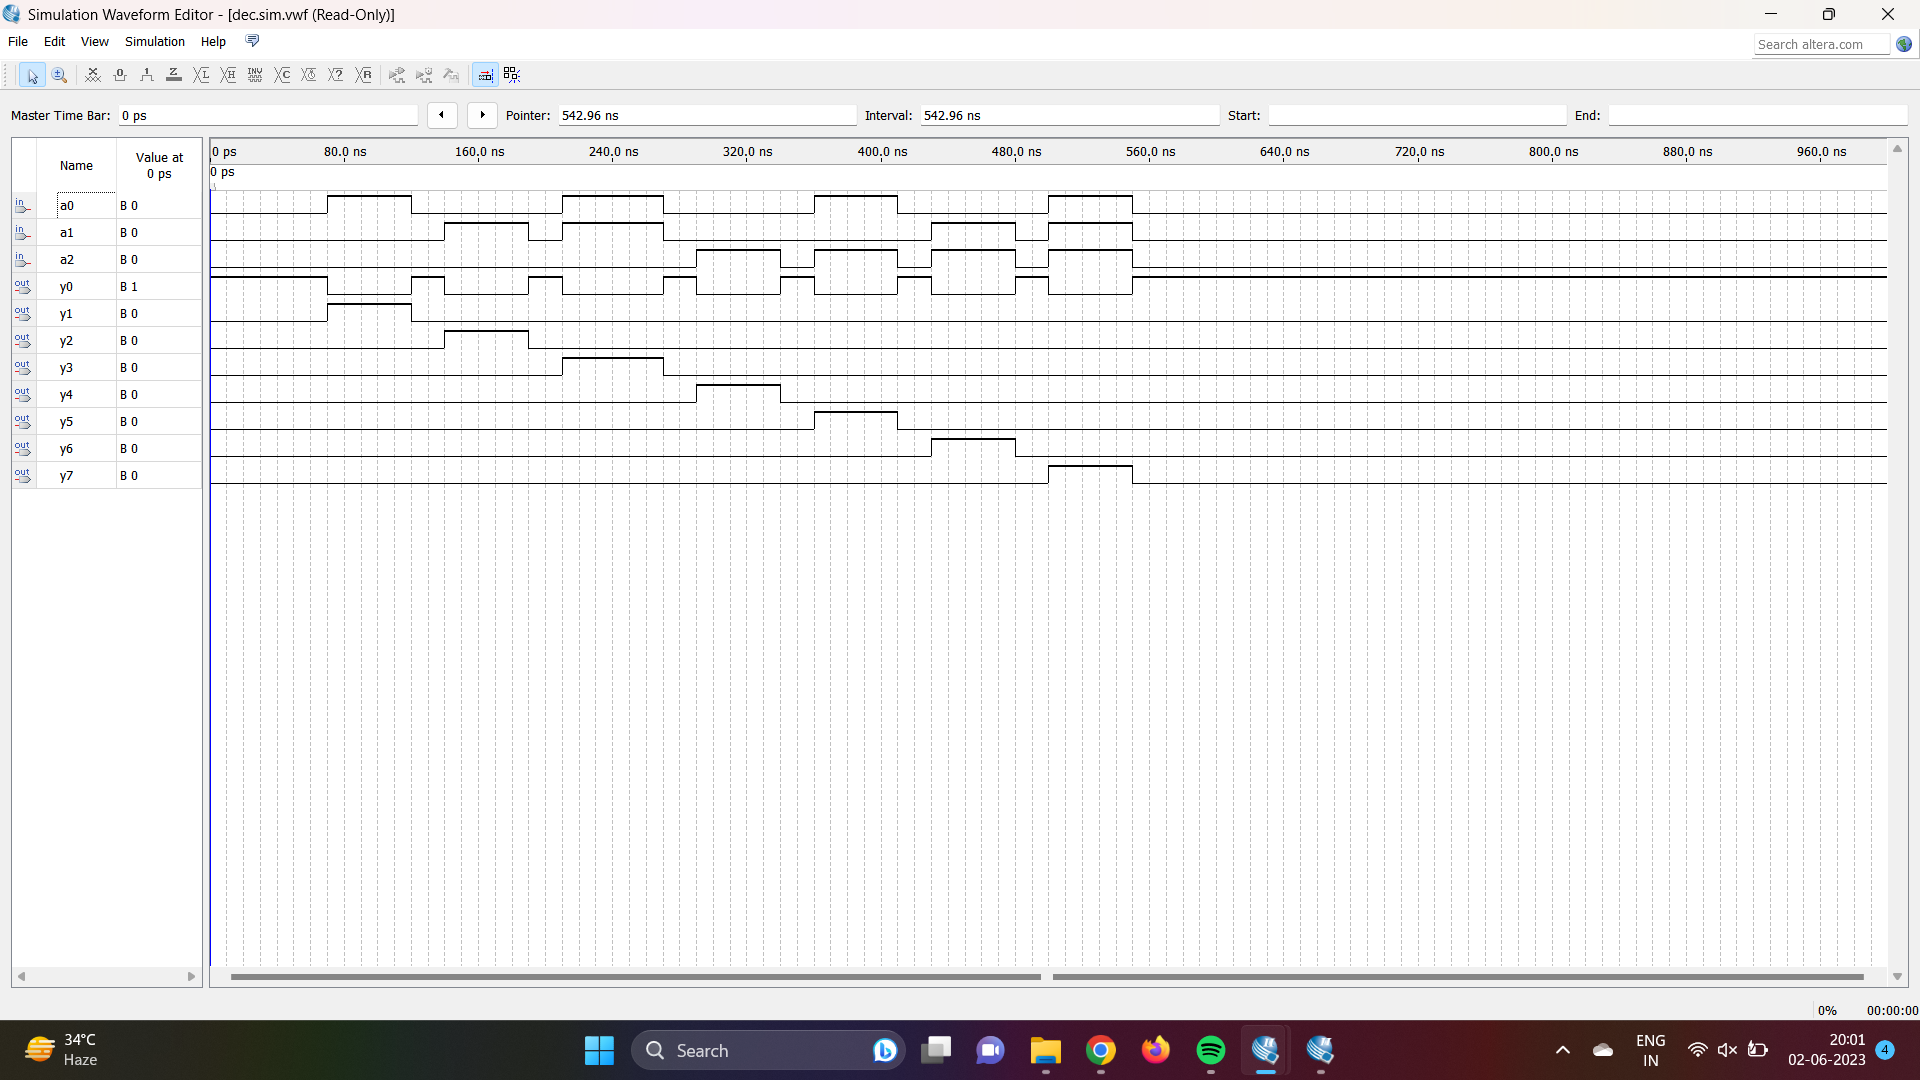 Simulation Waveform Editor - [dec.sim.vwf (Read-Only)]
File Edit View Simulation Help
Search altera.com
Master Time Bar: 0 ps Pointer: 542.96 ns Interval: 542.96 ns Start: End:
Name Value at 0 ps
0 ps 80.0 ns 160.0 ns 240.0 ns 320.0 ns 400.0 ns 480.0 ns 560.0 ns 640.0 ns 720.0 ns 800.0 ns 880.0 ns 960.0 ns
0 ps
in a0 B 0
in a1 B 0
in a2 B 0
out y0 B 1
out y1 B 0
out y2 B 0
out y3 B 0
out y4 B 0
out y5 B 0
out y6 B 0
out y7 B 0
0% 00:00:00
34°C
Haze
Search
ENG
IN
20:01
02-06-2023
4